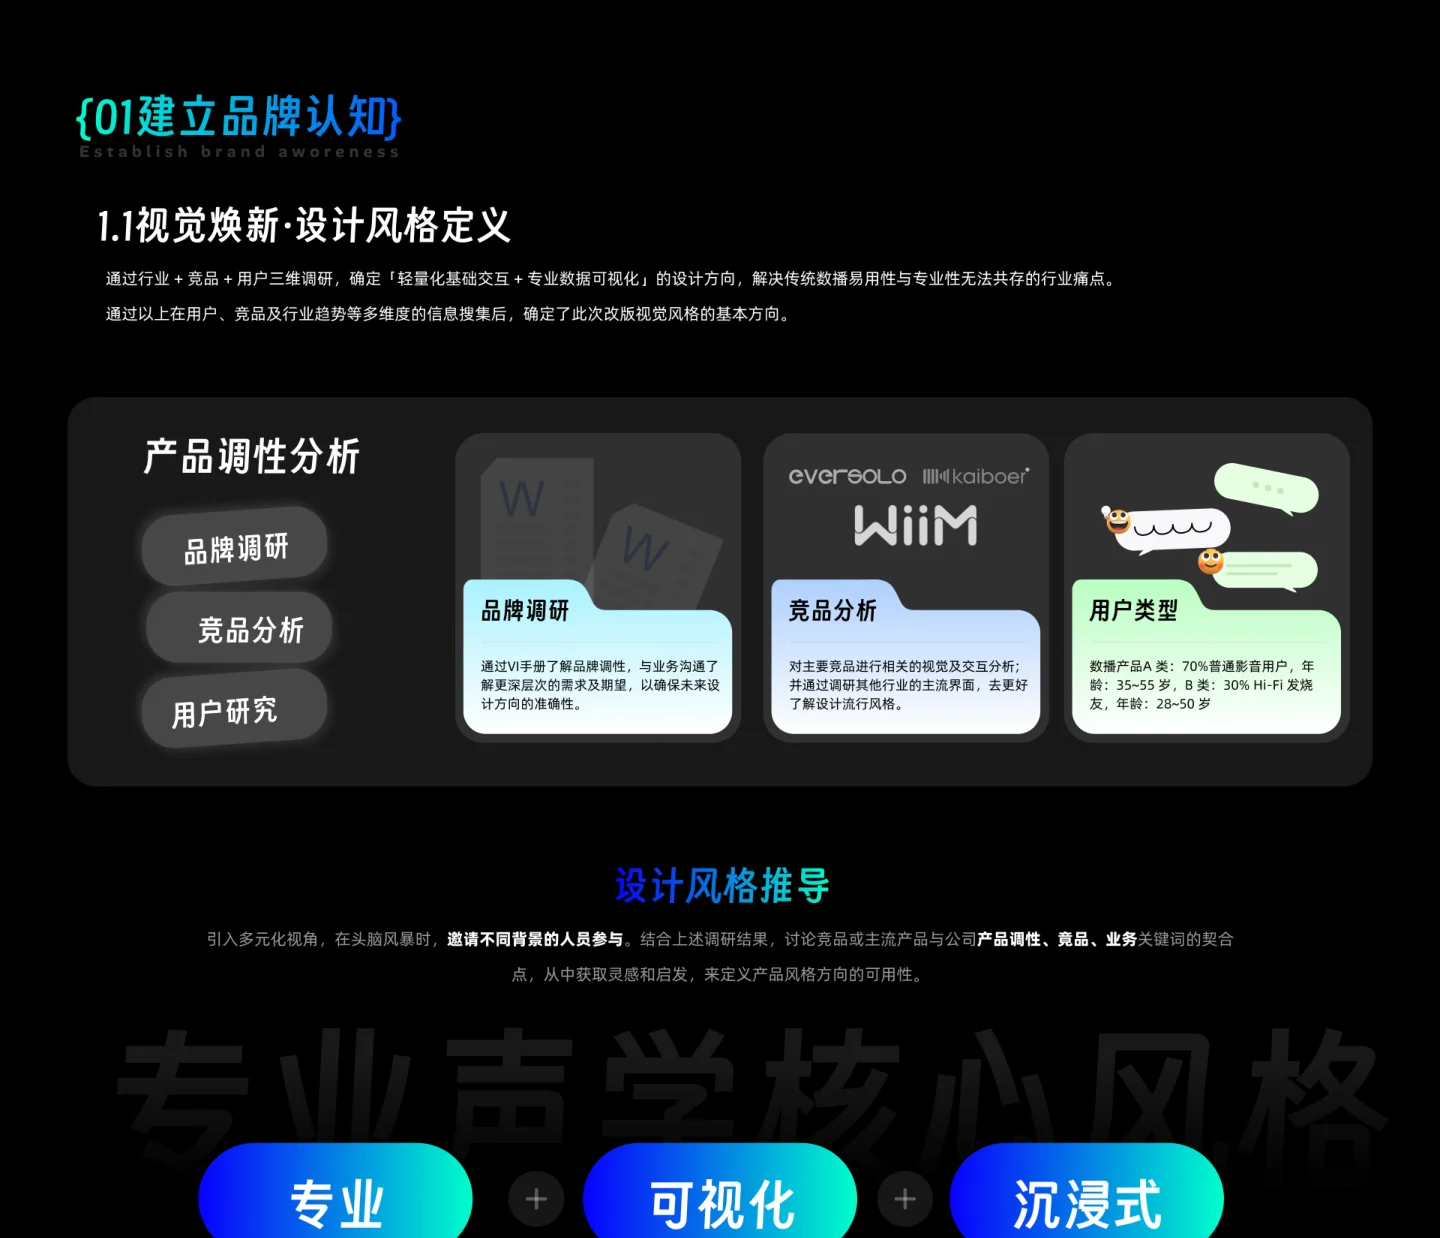 {01建立品牌认知}
Establish brand aworeness
1.1视觉焕新·设计风格定义
通过行业 + 竞品 + 用户三维调研，确定「轻量化基础交互 + 专业数据可视化」的设计方向，解决传统数播易用性与专业性无法共存的行业痛点。
通过以上在用户、竞品及行业趋势等多维度的信息搜集后，确定了此次改版视觉风格的基本方向。
产品调性分析
品牌调研
竞品分析
用户研究
W
W
品牌调研
通过VI手册了解品牌调性，与业务沟通了
解更深层次的需求及期望，以确保未来设
计方向的准确性。
eversolo kaiboer
WiiM
竞品分析
对主要竞品进行相关的视觉及交互分析；
并通过调研其他行业的主流界面，去更好
了解设计流行风格。
用户类型
数播产品A 类：70%普通影音用户，年
龄：35~55 岁，B 类：30% Hi-Fi 发烧
友，年龄：28~50 岁
设计风格推导
引入多元化视角，在头脑风暴时，邀请不同背景的人员参与。结合上述调研结果，讨论竞品或主流产品与公司产品调性、竟品、业务关键词的契合
点，从中获取灵感和启发，来定义产品风格方向的可用性。
专业声学核心风格
专业 + 可视化 + 沉浸式